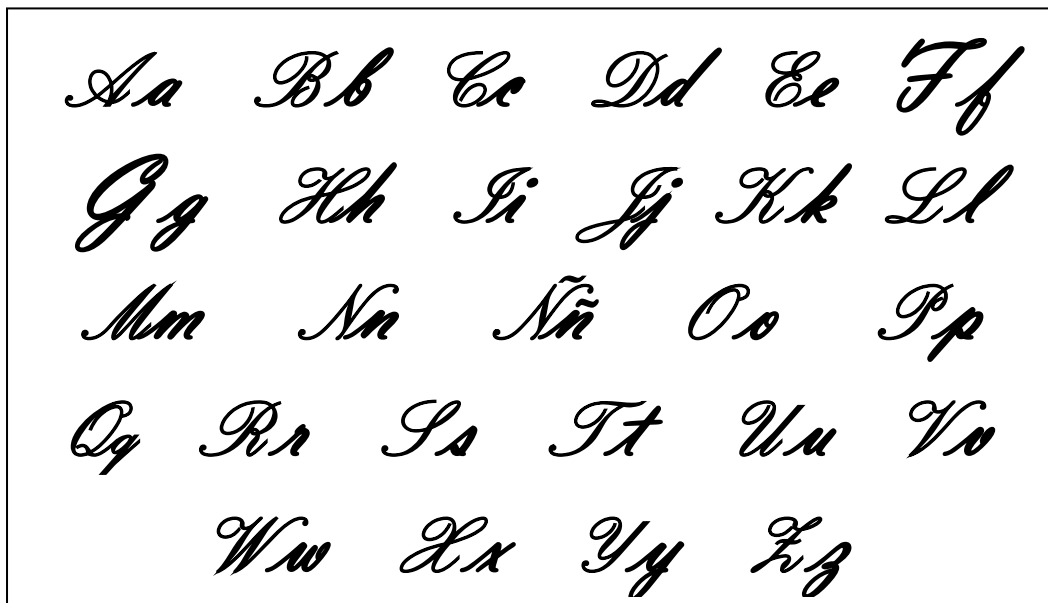 Aa Bb Cc Dd Ee Ff
Gg Hh Ii Jj Kk Ll
Mm Nn Ññ Oo Pp
Qq Rr Ss Tt Uu Vv
Ww Xx Yy Zz